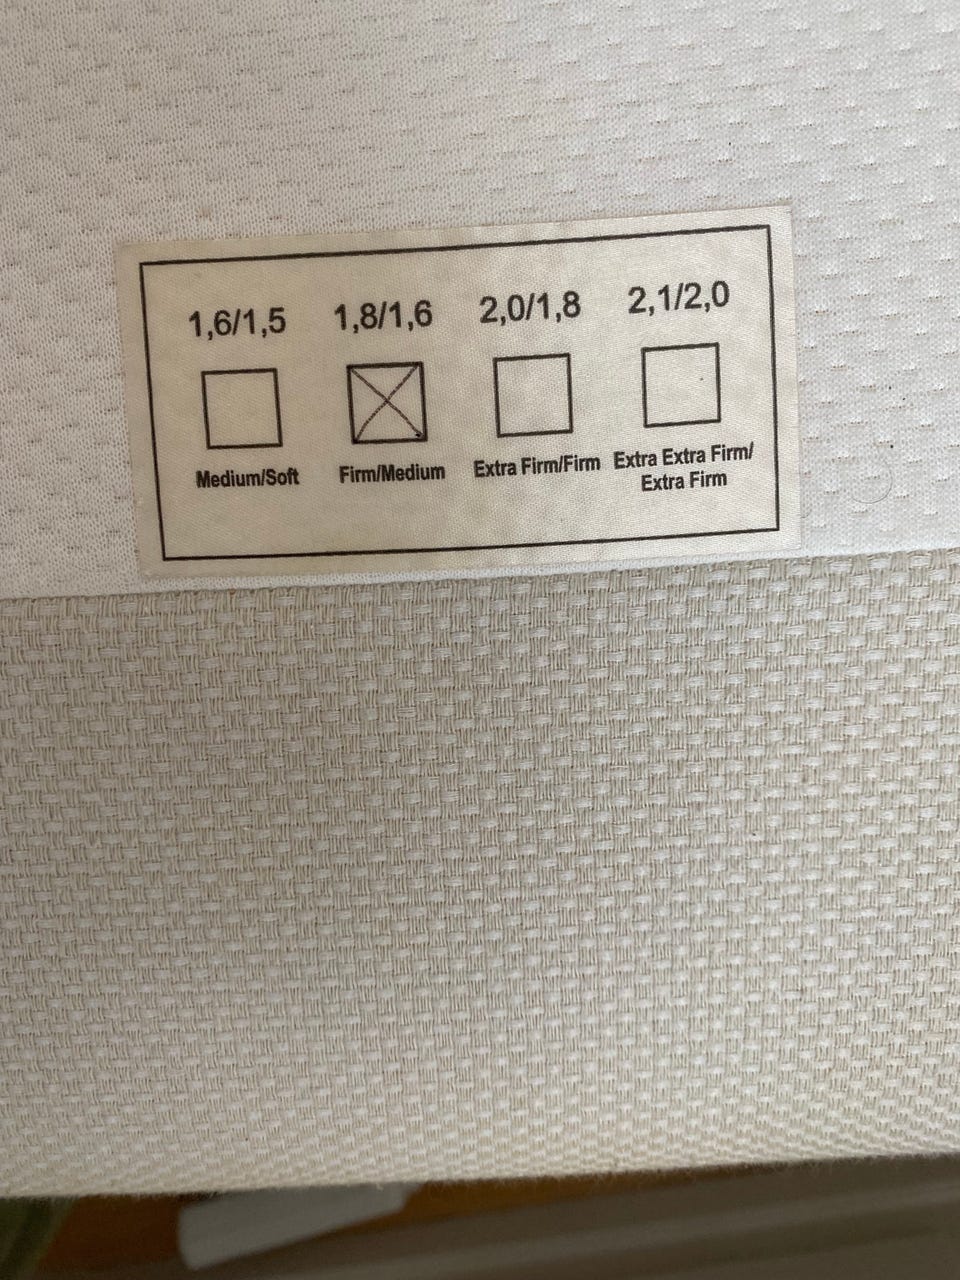 1,6/1,5 1,8/1,6 2,0/1,8 2,1/2,0
Medium/Soft Firm/Medium Extra Firm/Firm Extra Extra Firm/
Extra Firm